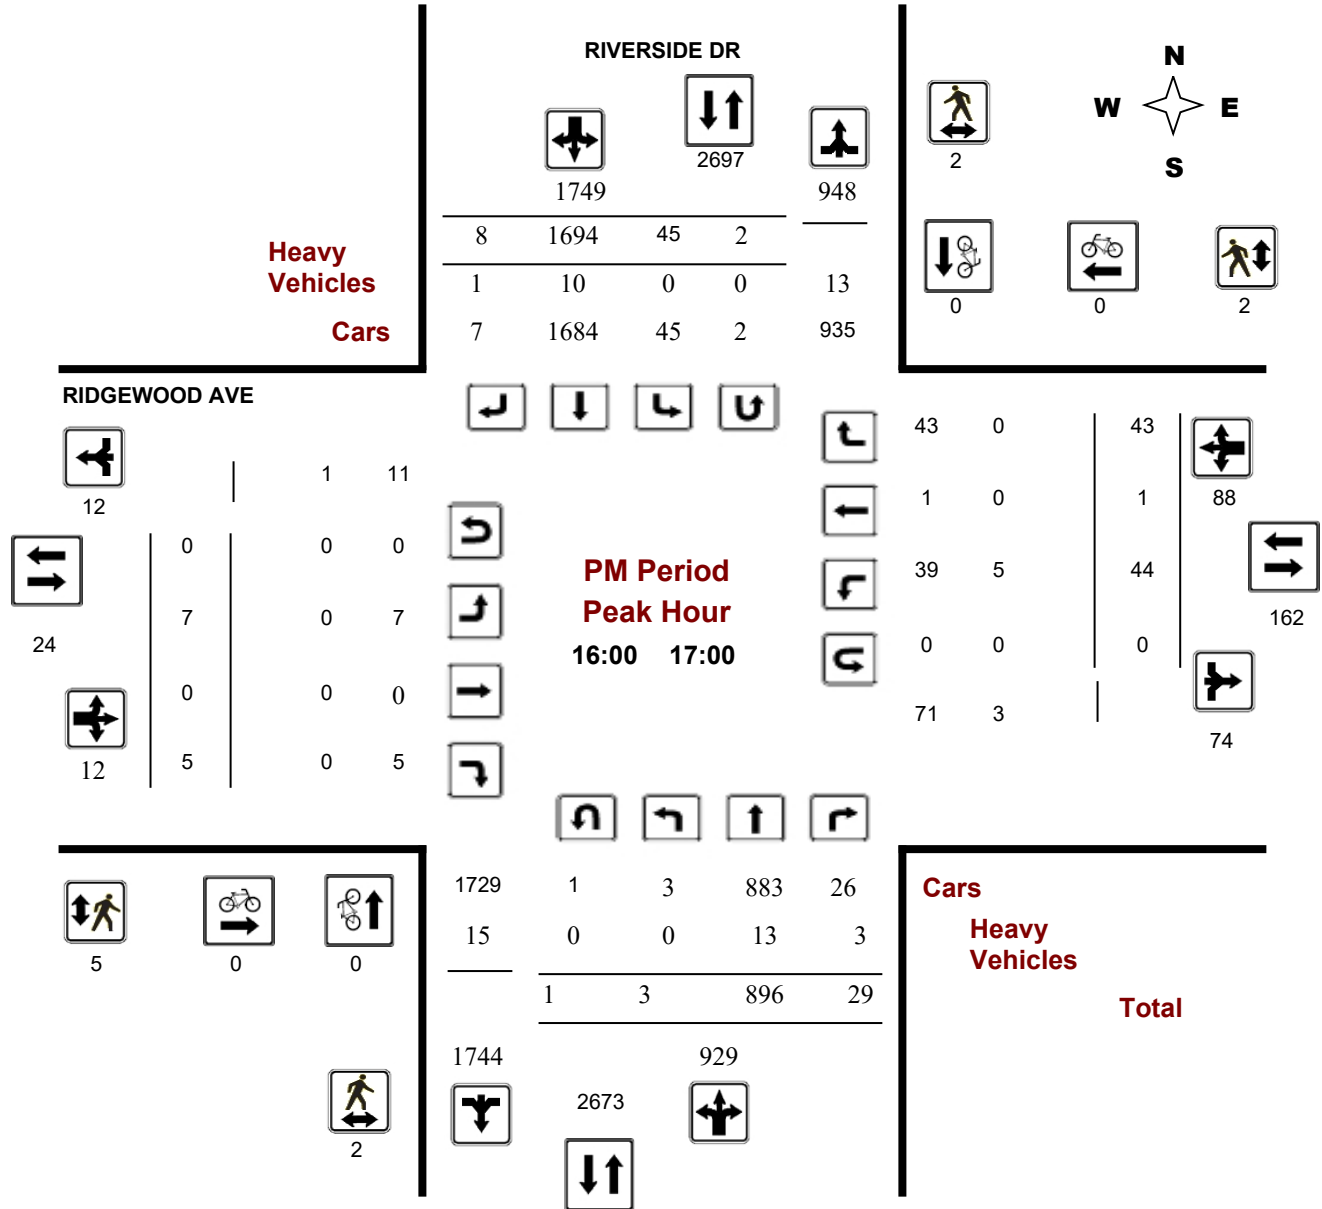 RIVERSIDE DR
N
W E
S
2697
2
1749 948
8 1694 45 2
Heavy
Vehicles
1 10 0 0 13
0 0 2
Cars
7 1684 45 2 935
RIDGEWOOD AVE
43 0 43
1 11
12
1 0 1 88
0 0 0
PM Period
39 5 44
Peak Hour
7 0 7
162
24
16:00 17:00
0 0 0
0 0 0
71 3
74
12 5 0 5
1729 1 3 883 26
Cars
15 0 0 13 3
Heavy
Vehicles
5 0 0
1 3 896 29
Total
1744 929
2673
2